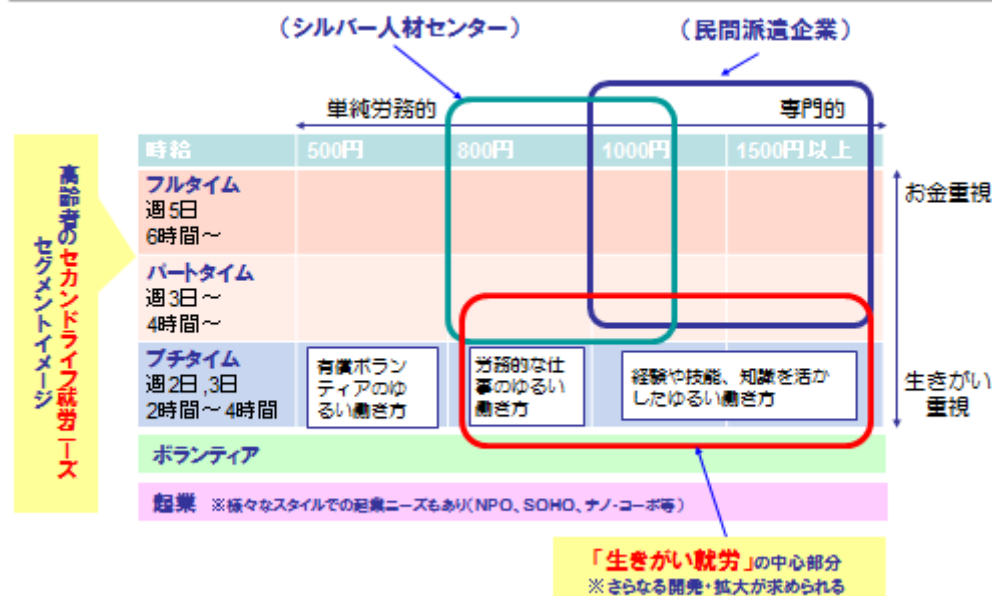 （シルバー人材センター）
（民間派遣企業）
単純労務的
専門的
時給
500円
800円
1000円
1500円以上
高齢者のセカンドライフ就労ニーズ
セグメントイメージ
フルタイム
週5日
6時間～
お金重視
パートタイム
週3日～
4時間～
プチタイム
週2日,3日
2時間～4時間
有償ボラン
ティアのゆ
るい働き方
労務的な仕
事のゆるい
働き方
経験や技能、知識を活か
したゆるい働き方
生きがい
重視
ボランティア
起業 ※様々なスタイルでの起業ニーズもあり(NPO、SOHO、ナノ-コーポ等)
「生きがい就労」の中心部分
※さらなる開発・拡大が求められる